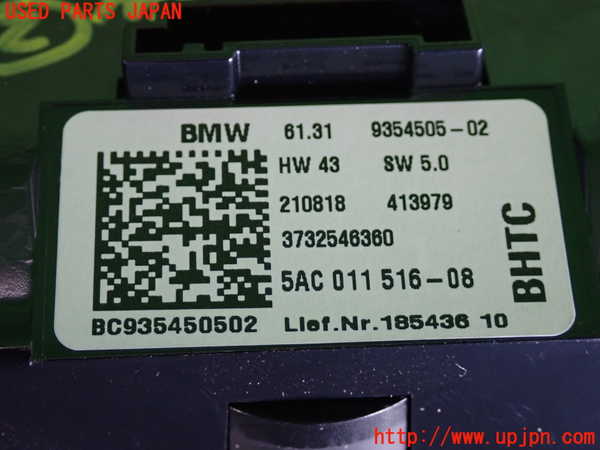 USED PARTS JAPAN
BMW 61.31 9354505-02
HW 43 SW 5.0
210818 413979
3732546360
5AC 011 516-08
BHTC
BC935450502 Lief.Nr.185436 10
UPJ
http://www.upjpn.com/